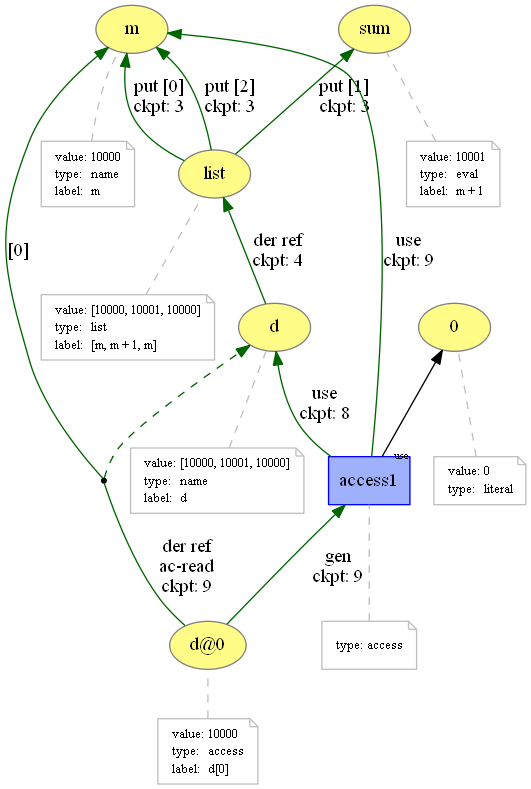 m
sum
put [0]
ckpt: 3
put [2]
ckpt: 3
put [1]
ckpt: 3
value: 10000
type: name
label: m
value: 10001
type: eval
label: m + 1
list
[0]
der ref
ckpt: 4
use
ckpt: 9
value: [10000, 10001, 10000]
type: list
label: [m, m + 1, m]
d
0
use
ckpt: 8
value: [10000, 10001, 10000]
type: name
label: d
use
access1
value: 0
type: literal
der ref
ac-read
ckpt: 9
gen
ckpt: 9
d@0
type: access
value: 10000
type: access
label: d[0]